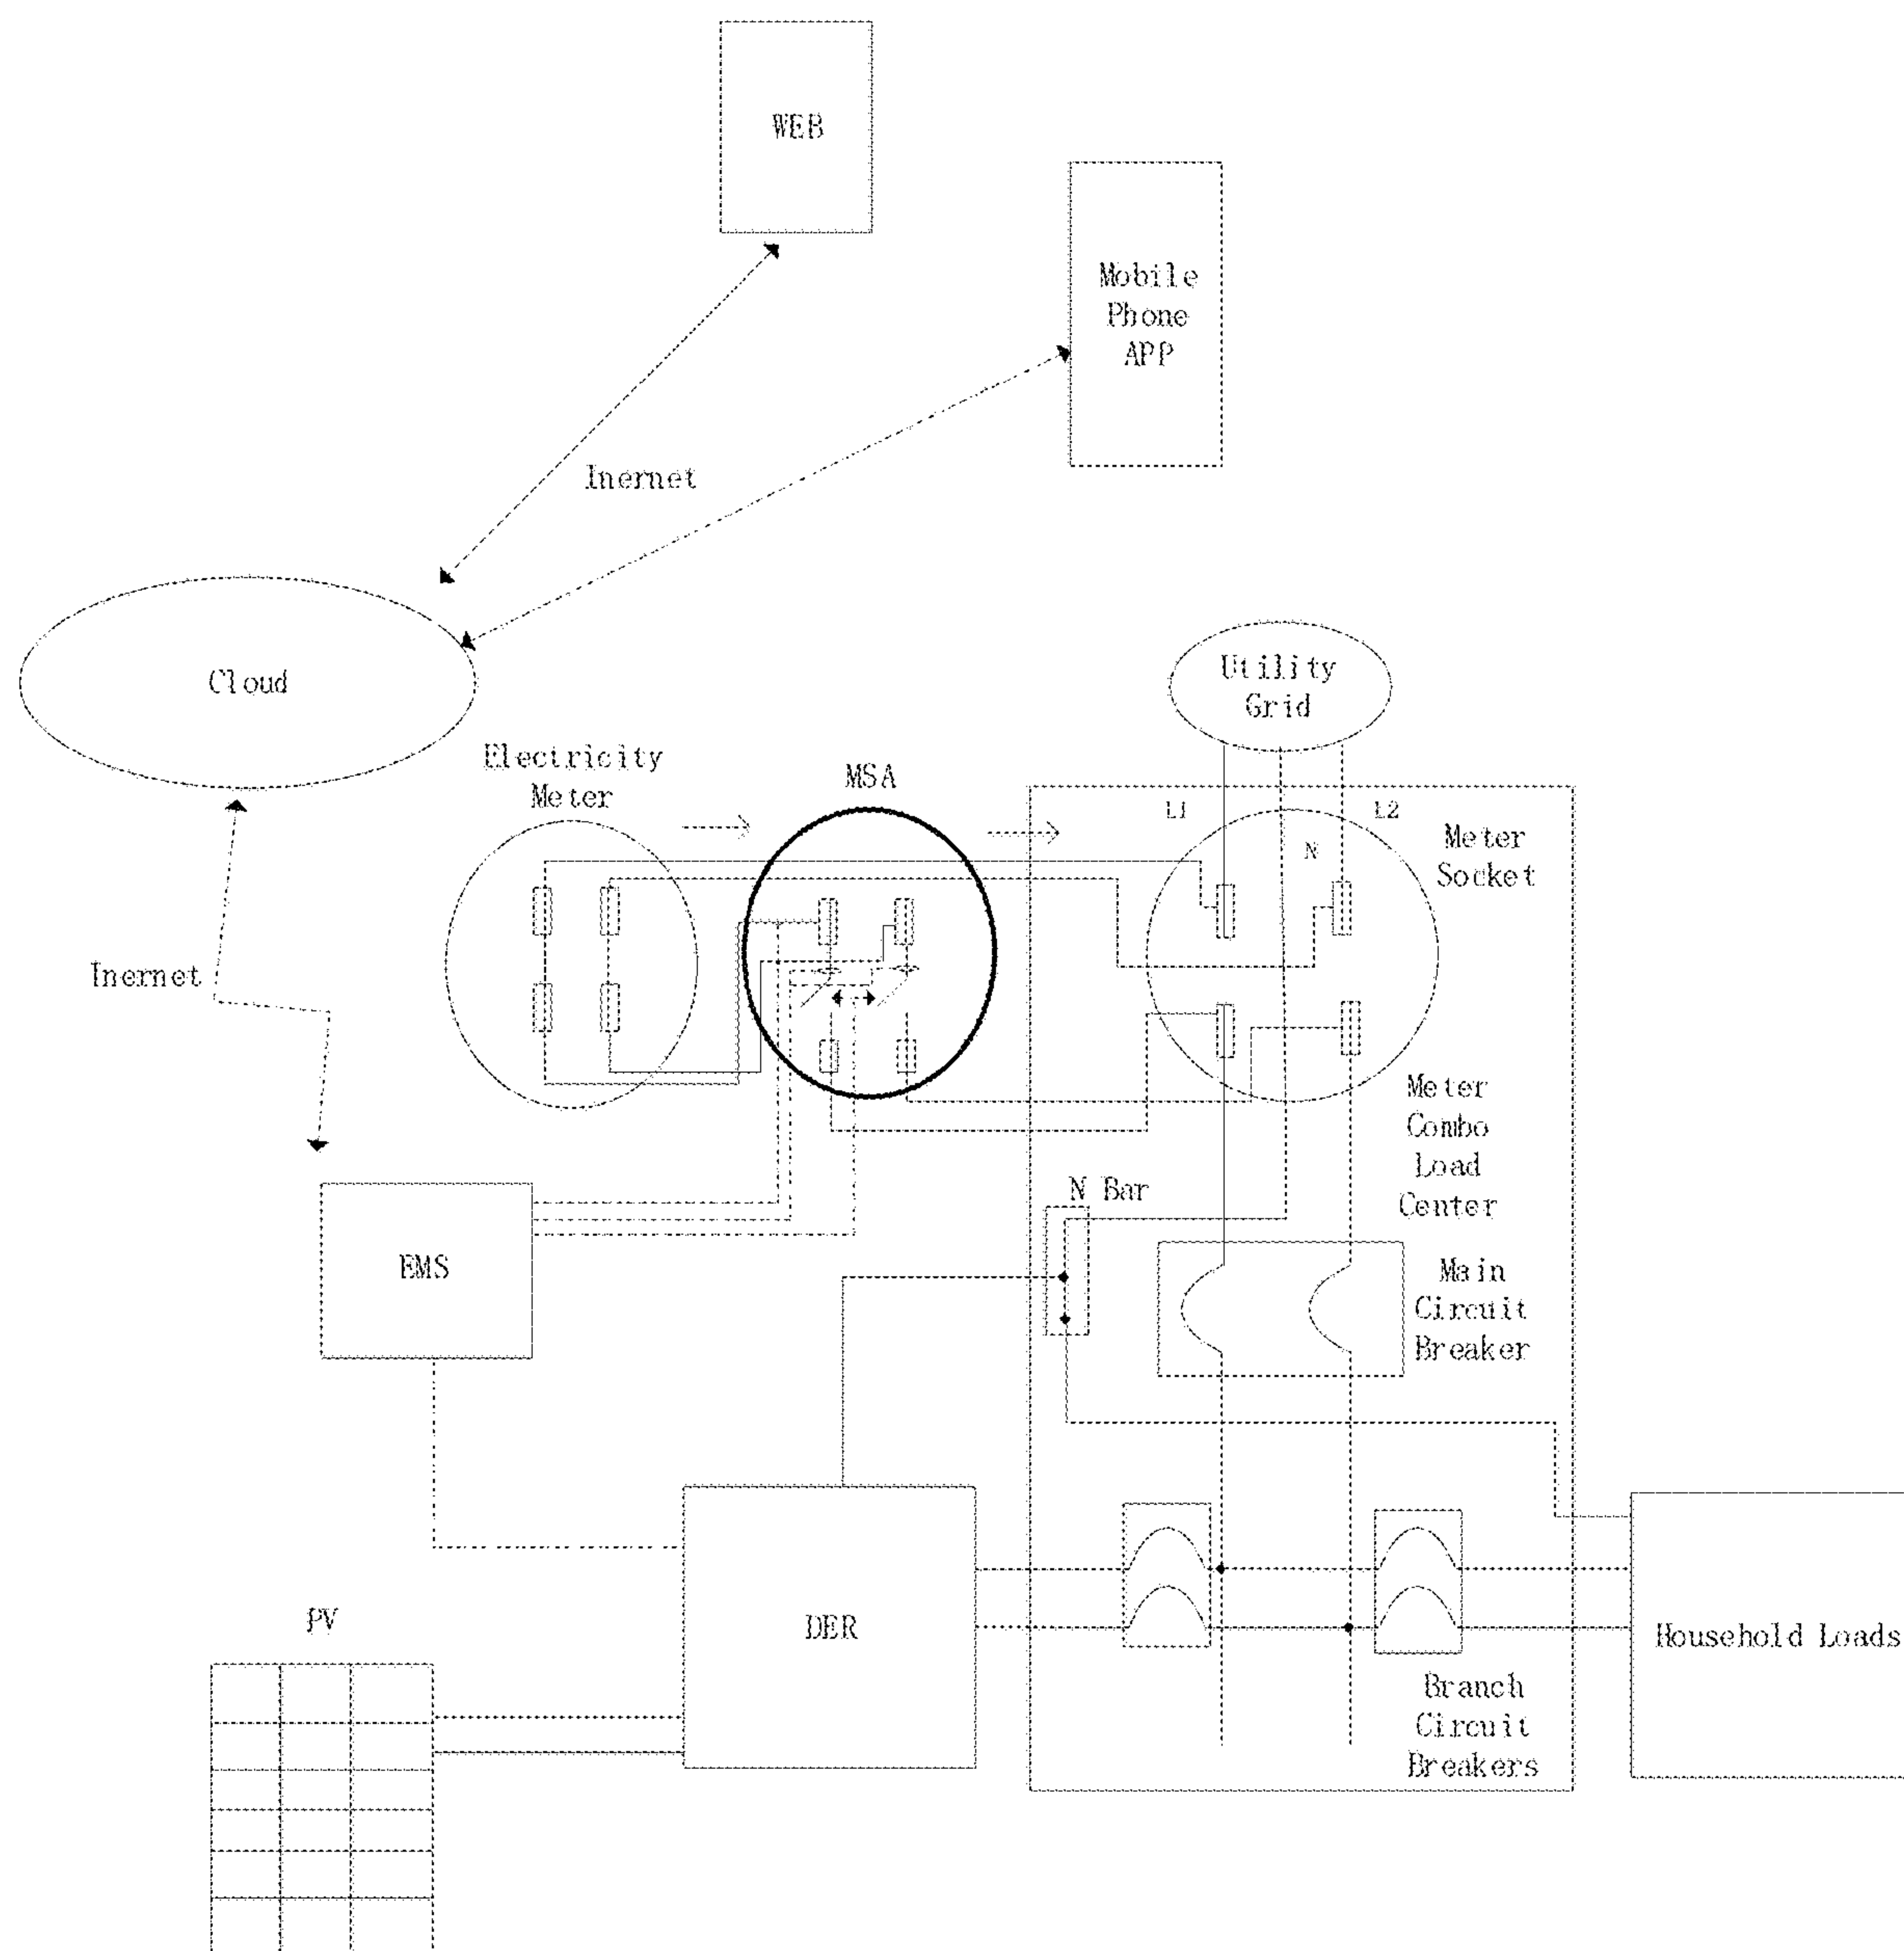 WEB
Mobile
Phone
APP
Inernet
Cloud
Utility
Grid
Electricity
Meter
MSA
L1
L2
N
Meter
Socket
Inernet
Meter
Combo
Load
Center
N Bar
EMS
Main
Circuit
Breaker
PV
DER
Household Loads
Branch
Circuit
Breakers